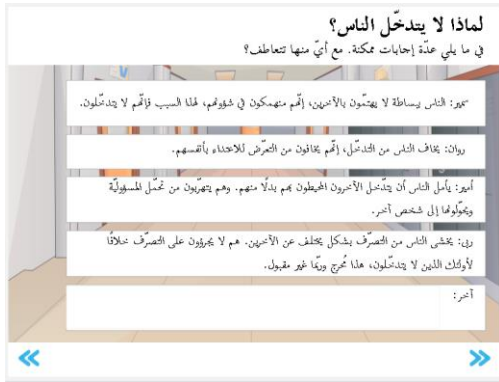 لماذا لا يتدخّل الناس؟
في ما يلي عدّة إجابات ممكنة. مع أيّ منها تتعاطف؟
سمير: الناس ببساطة لا يهتمّون بالآخرين، إنّهم منهمكون في شؤونهم، لهذا السبب فإنّهم لا يتدخّلون.
روان: يخاف الناس من التدخّل، إنّهم يخافون من التعرّض للاعتداء بأنفسهم.
أمير: يأمل الناس أن يتدخل الآخرون المحيطون بهم بدلًا منهم. وهم يتهرّبون من تحمّل المسؤوليّة
ويحوّلونها إلى شخص آخر.
ربى: يخشى الناس من التصرّف بشكل يختلف عن الآخرين. هم لا يجرؤون على التصرّف خلافًا
لأولئك الذين لا يتدخّلون، هذا مُحرج وربّما غير مقبول.
آخر: